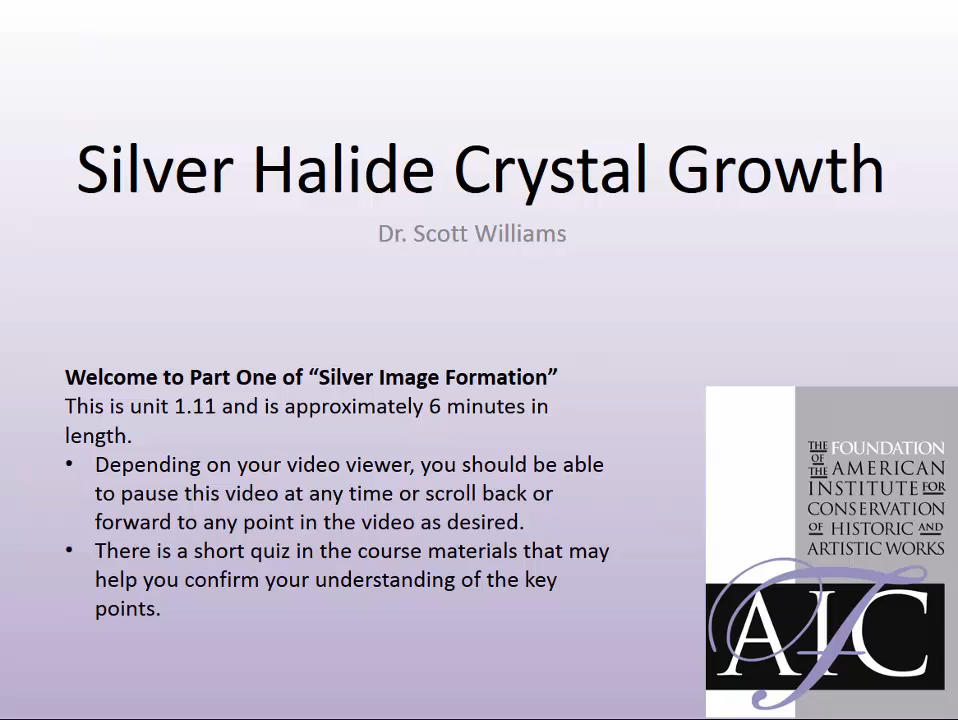 Silver Halide Crystal Growth
Dr. Scott Williams
Welcome to Part One of “Silver Image Formation”
This is unit 1.11 and is approximately 6 minutes in
length.
• Depending on your video viewer, you should be able
to pause this video at any time or scroll back or
forward to any point in the video as desired.
• There is a short quiz in the course materials that may
help you confirm your understanding of the key
points.
THE FOUNDATION
OF
THE AMERICAN
INSTITUTE FOR
CONSERVATION
OF HISTORIC AND
ARTISTIC WORKS
F
AIC